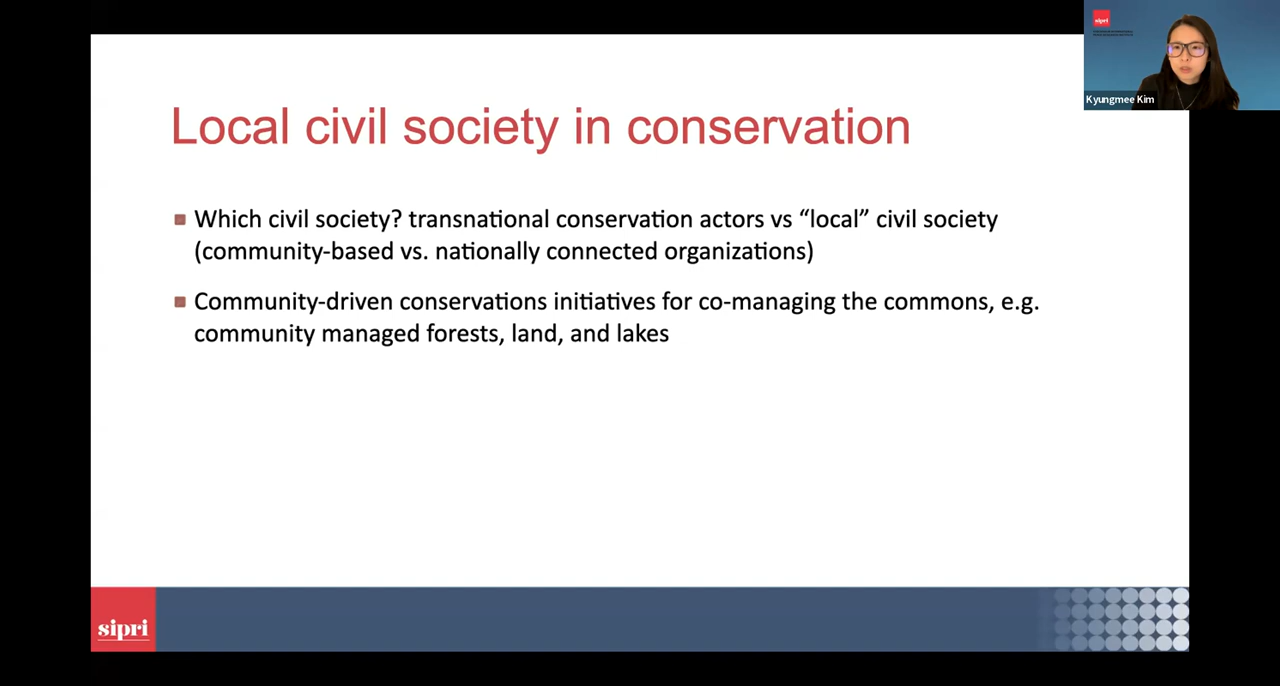 sipri
Kyungmee Kim
Local civil society in conservation
Which civil society? transnational conservation actors vs “local” civil society
(community-based vs. nationally connected organizations)
Community-driven conservations initiatives for co-managing the commons, e.g.
community managed forests, land, and lakes
sipri